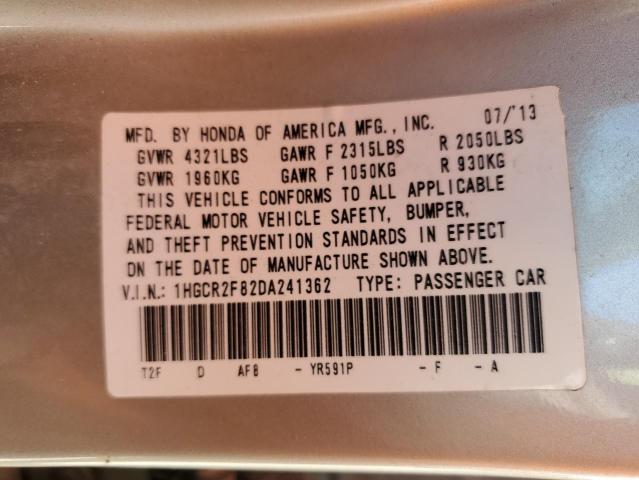 MFD. BY HONDA OF AMERICA MFG., INC. 07/'13
GVWR 4321LBS GAWR F 2315LBS R 2050LBS
GVWR 1960KG GAWR F 1050KG R 930KG
THIS VEHICLE CONFORMS TO ALL APPLICABLE
FEDERAL MOTOR VEHICLE SAFETY, BUMPER,
AND THEFT PREVENTION STANDARDS IN EFFECT
ON THE DATE OF MANUFACTURE SHOWN ABOVE.
V.I.N.: 1HGCR2F82DA241362 TYPE: PASSENGER CAR
T2F D AF8 - YR591P - F - A